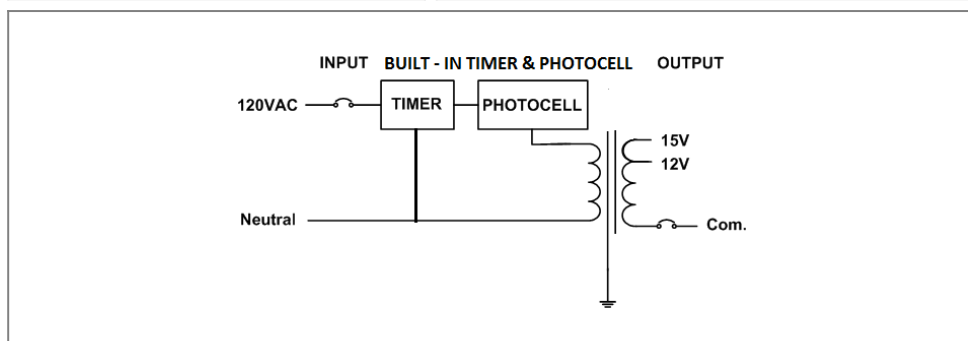 INPUT
BUILT - IN TIMER & PHOTOCELL
OUTPUT
120VAC
TIMER
PHOTOCELL
15V
12V
Neutral
Com.